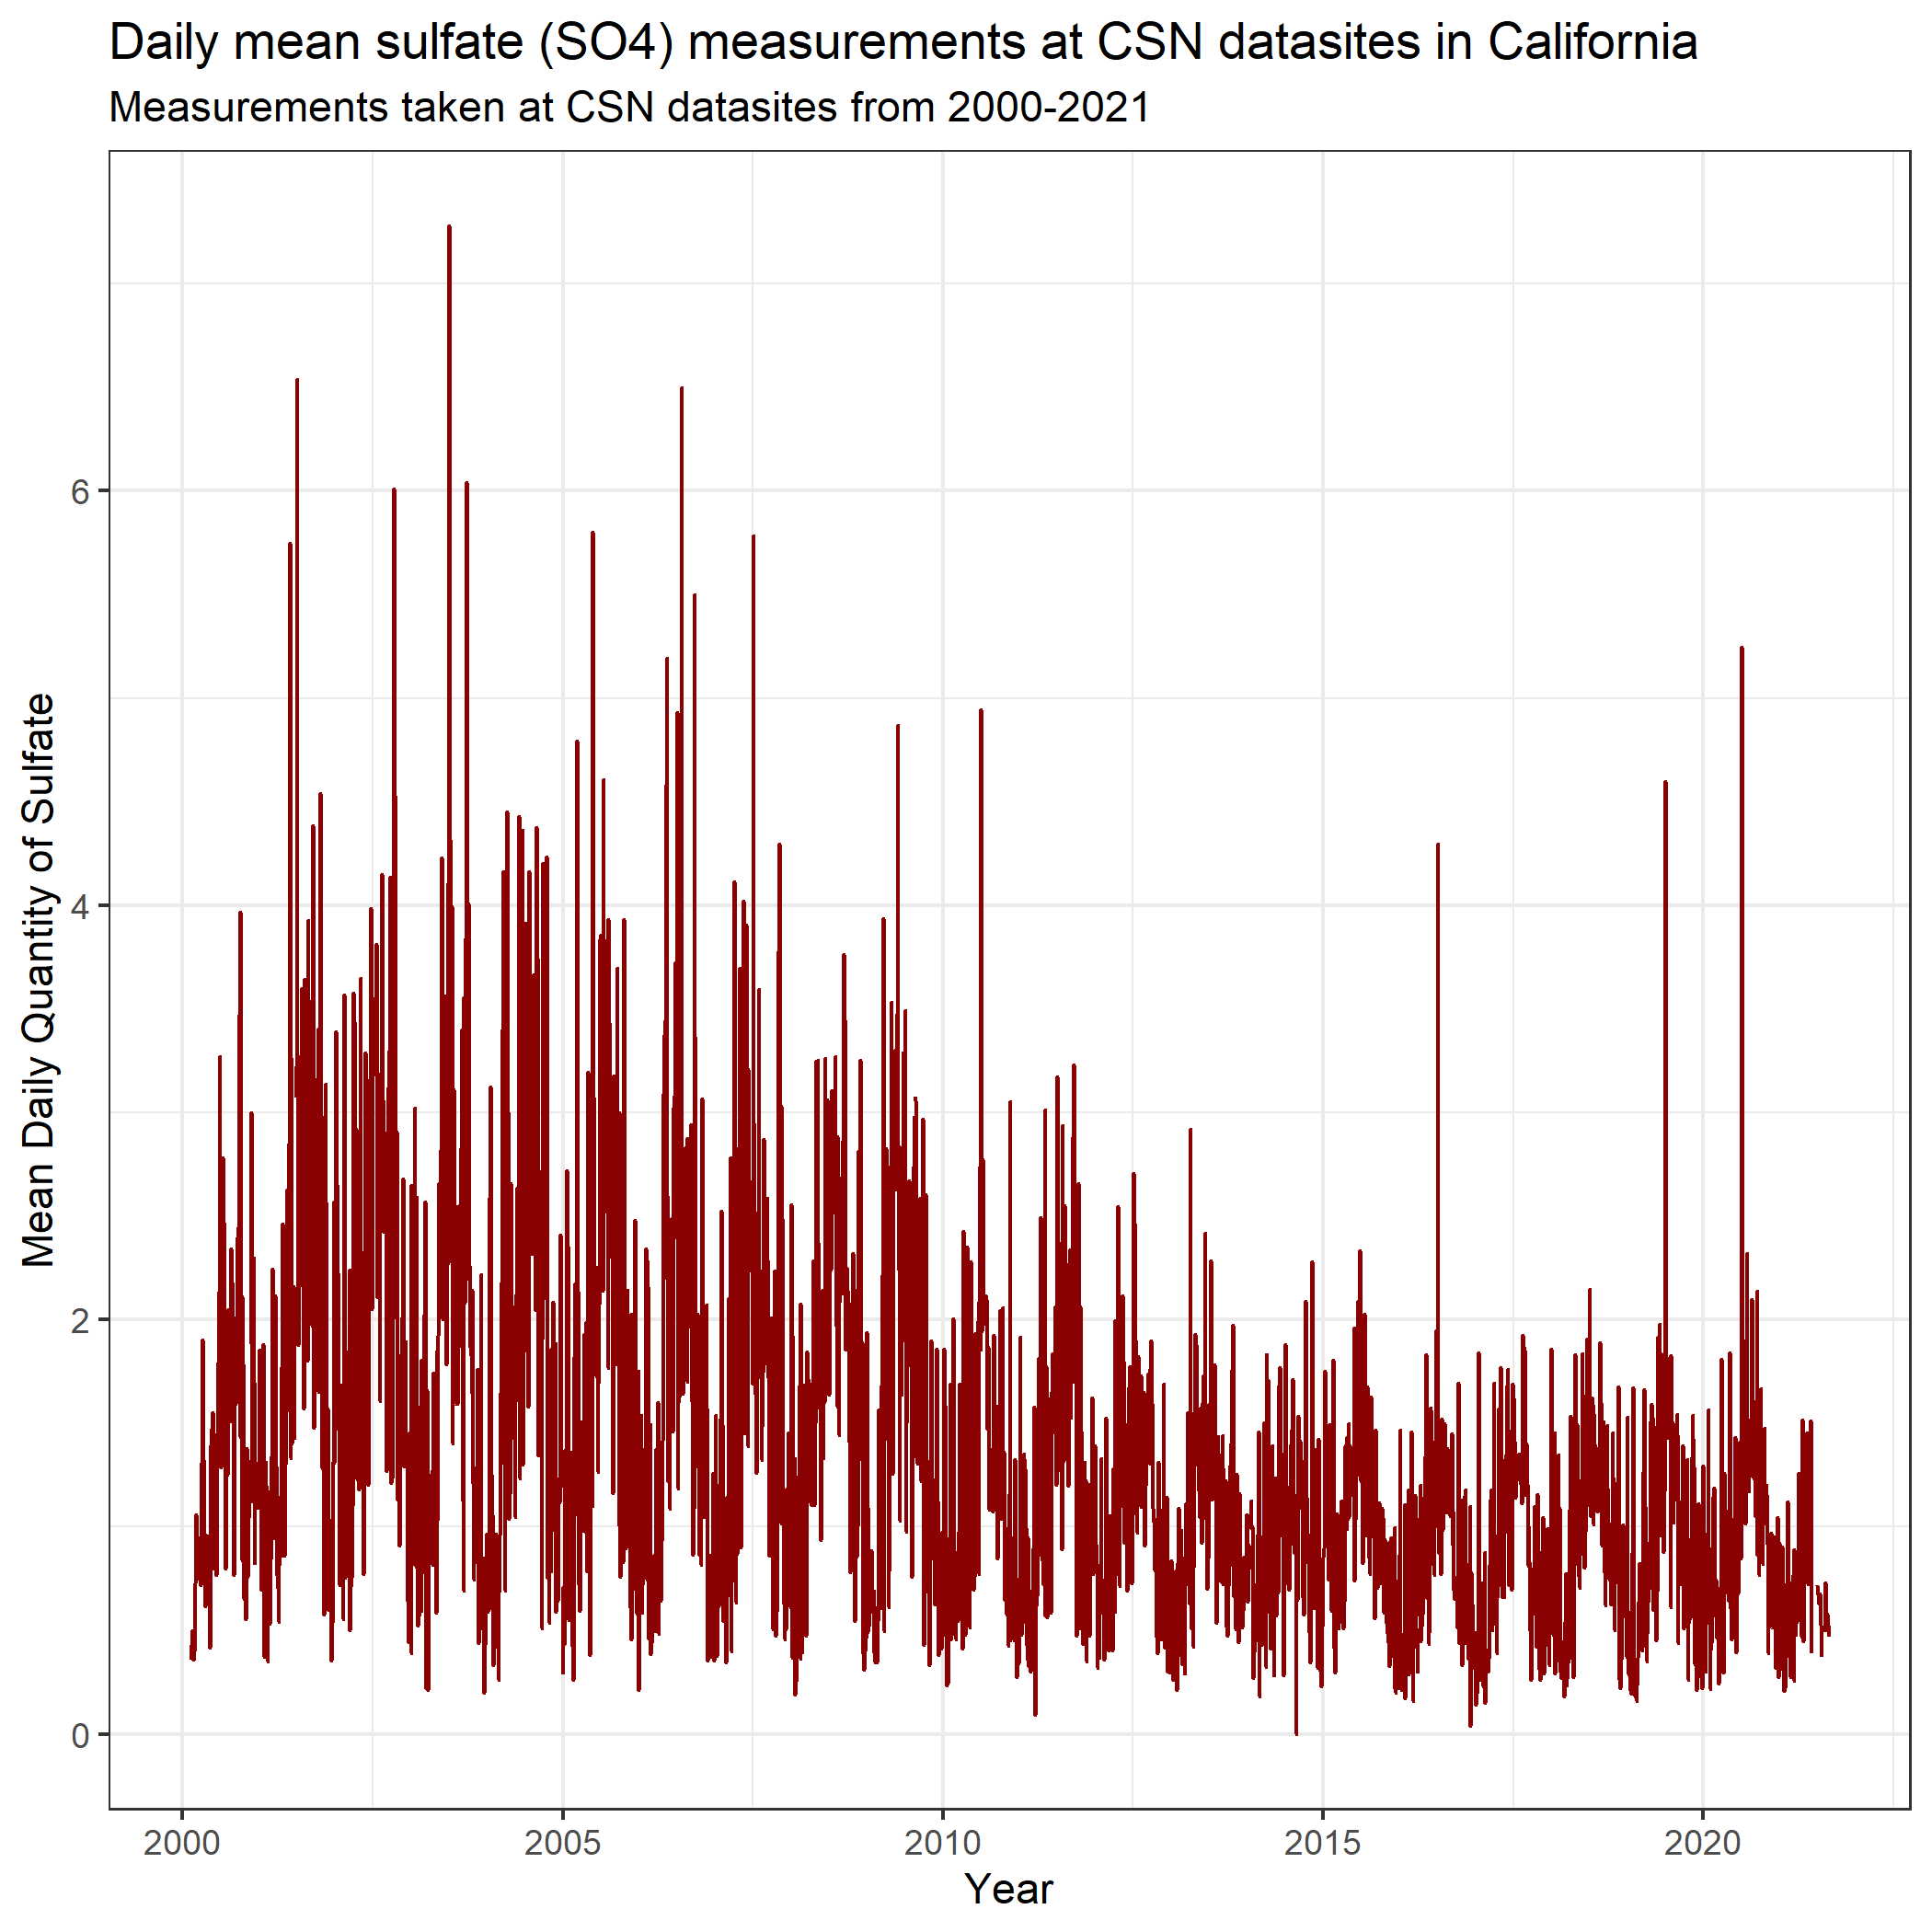 Daily mean sulfate (SO4) measurements at CSN datasites in California
Measurements taken at CSN datasites from 2000-2021
Mean Daily Quantity of Sulfate
6
4
2
0
2000 2005 2010 2015 2020
Year